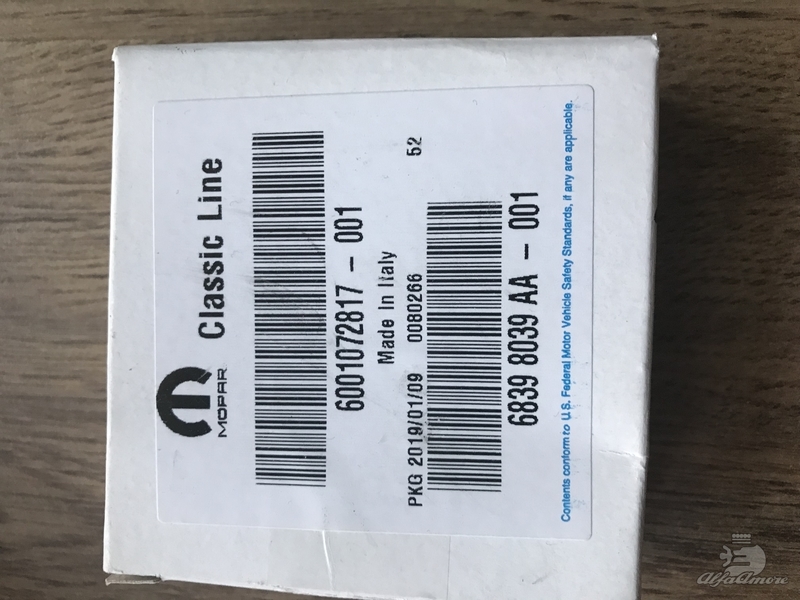 MOPAR
Classic Line
6001072817 - 001
Made In Italy
PKG 2019/01/09 0080266 52
6839 8039 AA - 001
Contents conform to U.S. Federal Motor Vehicle Safety Standards, if any are applicable.
AlfaAmore